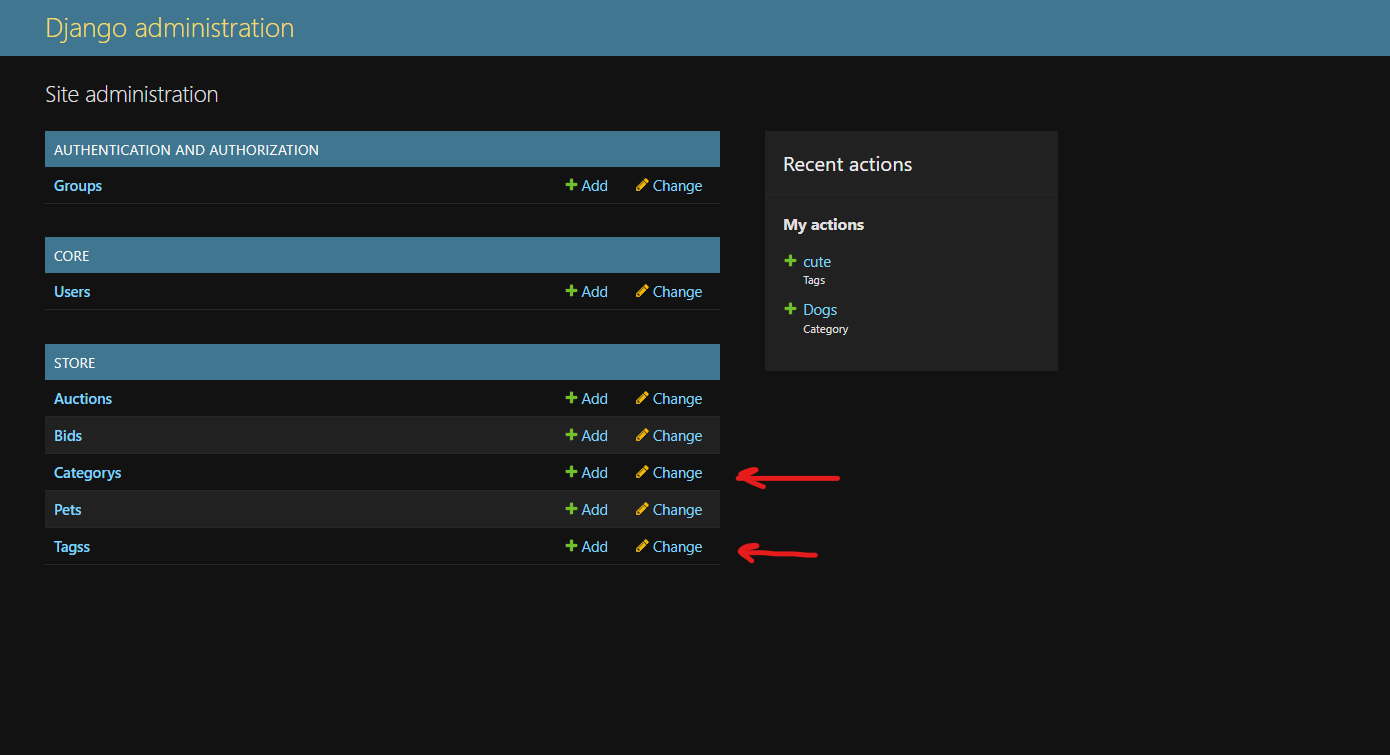 Django administration
Site administration
AUTHENTICATION AND AUTHORIZATION
Groups Add Change
CORE
Users Add Change
STORE
Auctions Add Change
Bids Add Change
Categorys Add Change
Pets Add Change
Tagss Add Change
Recent actions
My actions
cute
Tags
Dogs
Category